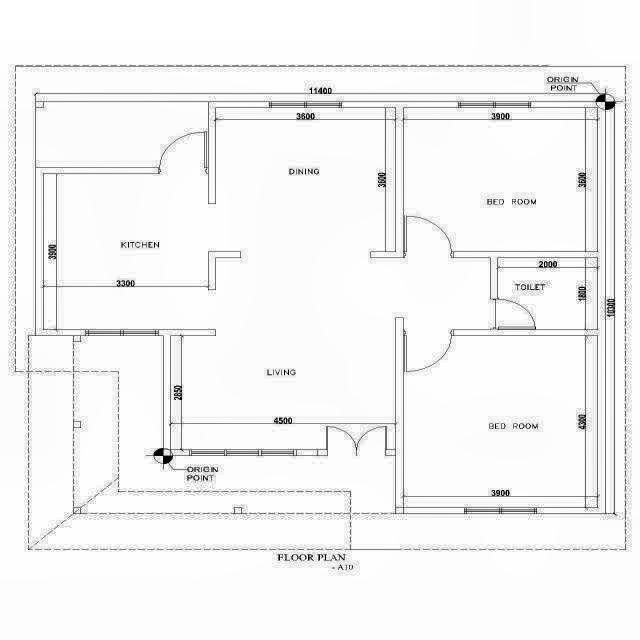 ORIGIN
POINT
11400
3600
3900
DINING
3600
3600
BED ROOM
KITCHEN
3900
2000
3300
TOILET
1800
10300
LIVING
2850
4500
BED ROOM
4300
ORIGIN
POINT
3900
FLOOR PLAN
- A10